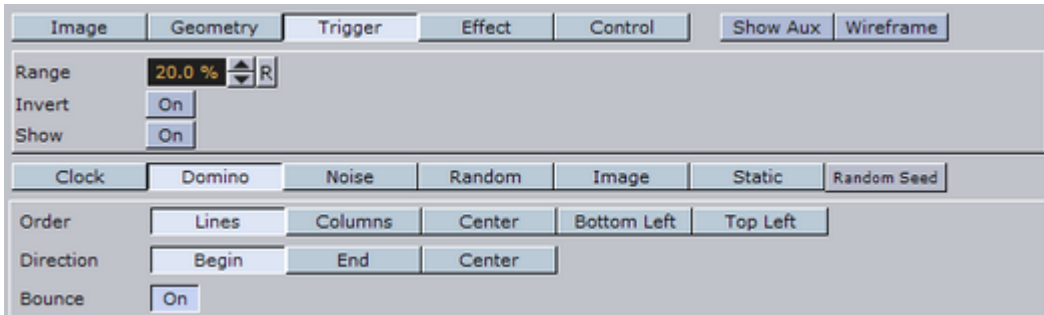 Image Geometry Trigger Effect Control Show Aux Wireframe
Range 20.0 % R
Invert On
Show On
Clock Domino Noise Random Image Static Random Seed
Order Lines Columns Center Bottom Left Top Left
Direction Begin End Center
Bounce On